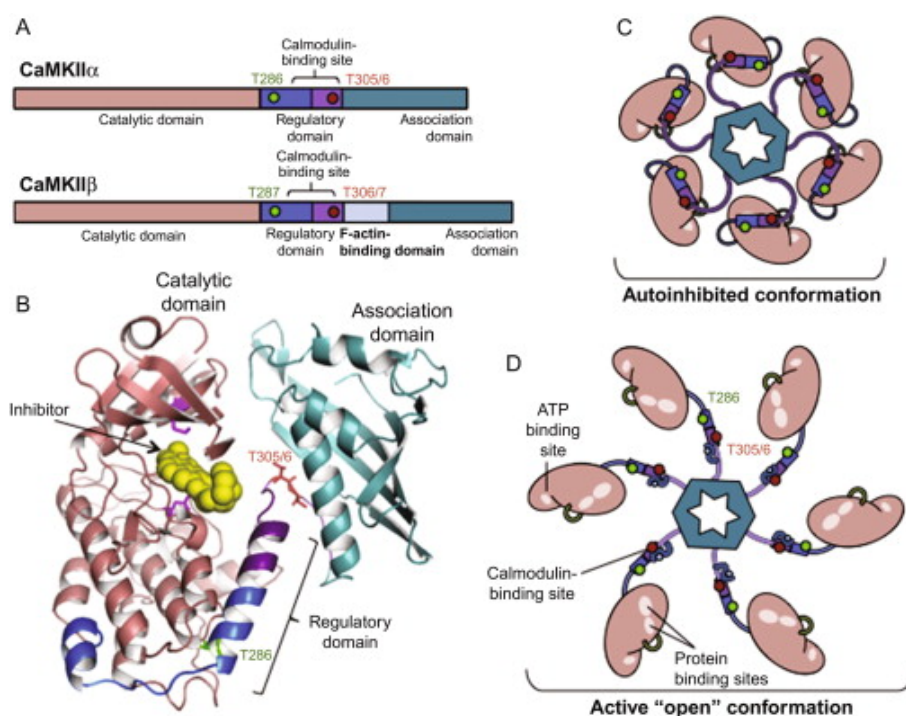 A
CaMKIIα
Calmodulin-
binding site
T286
T305/6
Catalytic domain
Regulatory
domain
Association
domain
CaMKIIβ
Calmodulin-
binding site
T287
T306/7
Catalytic domain
Regulatory
domain
F-actin-
binding domain
Association
domain
B
Catalytic
domain
Association
domain
Inhibitor
T305/6
T286
Regulatory
domain
C
Autoinhibited conformation
D
T286
ATP
binding
site
T305/6
Calmodulin-
binding site
Protein
binding sites
Active “open” conformation